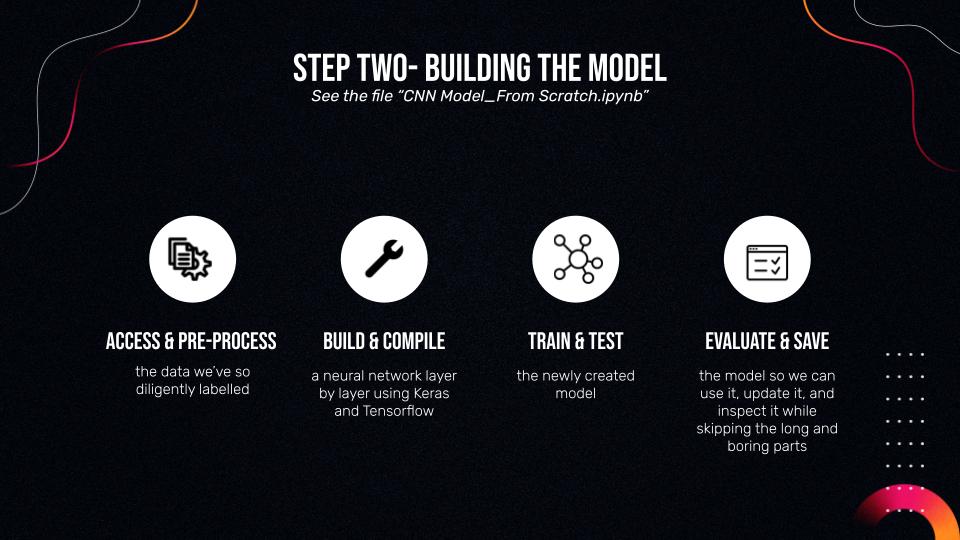 STEP TWO- BUILDING THE MODEL
See the file “CNN Model_From Scratch.ipynb”
ACCESS & PRE-PROCESS
the data we’ve so
diligently labelled
BUILD & COMPILE
a neural network layer
by layer using Keras
and Tensorflow
TRAIN & TEST
the newly created
model
EVALUATE & SAVE
the model so we can
use it, update it, and
inspect it while
skipping the long and
boring parts